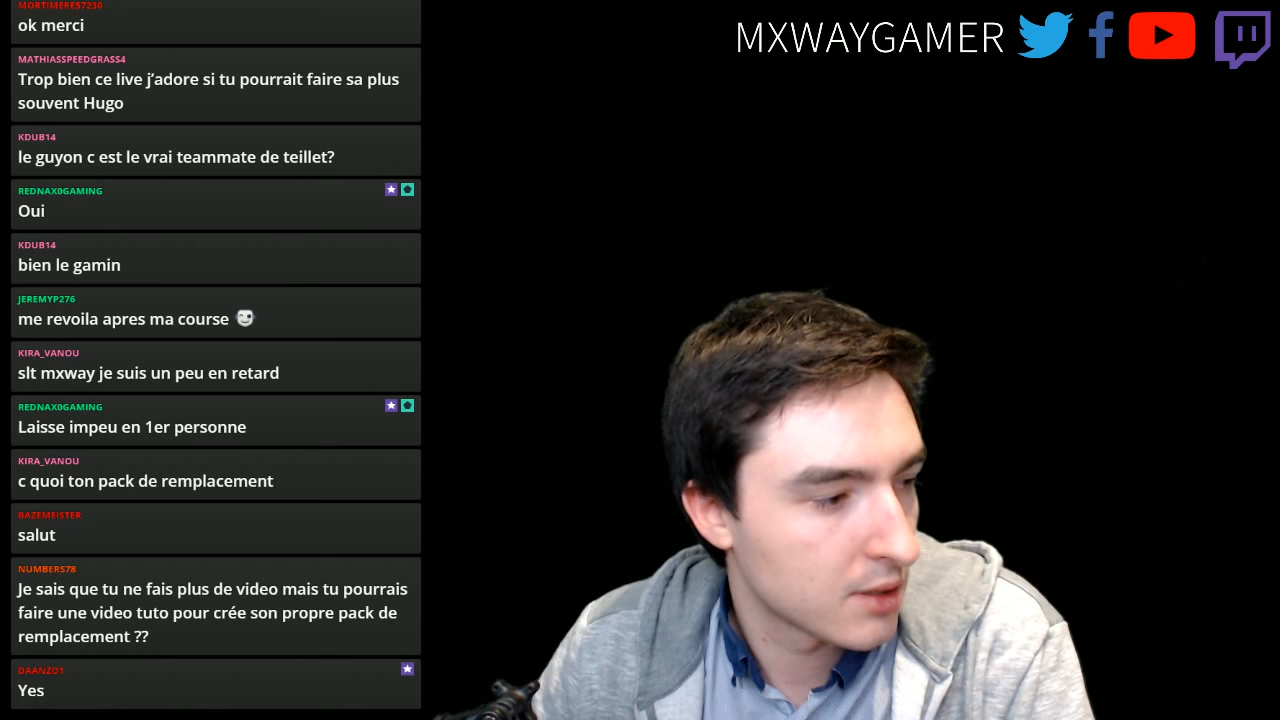 MORTIMERE57230
ok merci
MATHIASSPEEDGRASS4
Trop bien ce live j'adore si tu pourrait faire sa plus
souvent Hugo
KDUB14
le guyon c est le vrai teammate de teillet?
REDNAX0GAMING
Oui
KDUB14
bien le gamin
JEREMYP276
me revoila apres ma course
KIRA_VANOU
slt mxway je suis un peu en retard
REDNAX0GAMING
Laisse impeu en 1er personne
KIRA_VANOU
c quoi ton pack de remplacement
BAZEMEISTER
salut
NUMBERS78
Je sais que tu ne fais plus de video mais tu pourrais
faire une video tuto pour crée son propre pack de
remplacement ??
DAANZO1
Yes
MXWAYGAMER